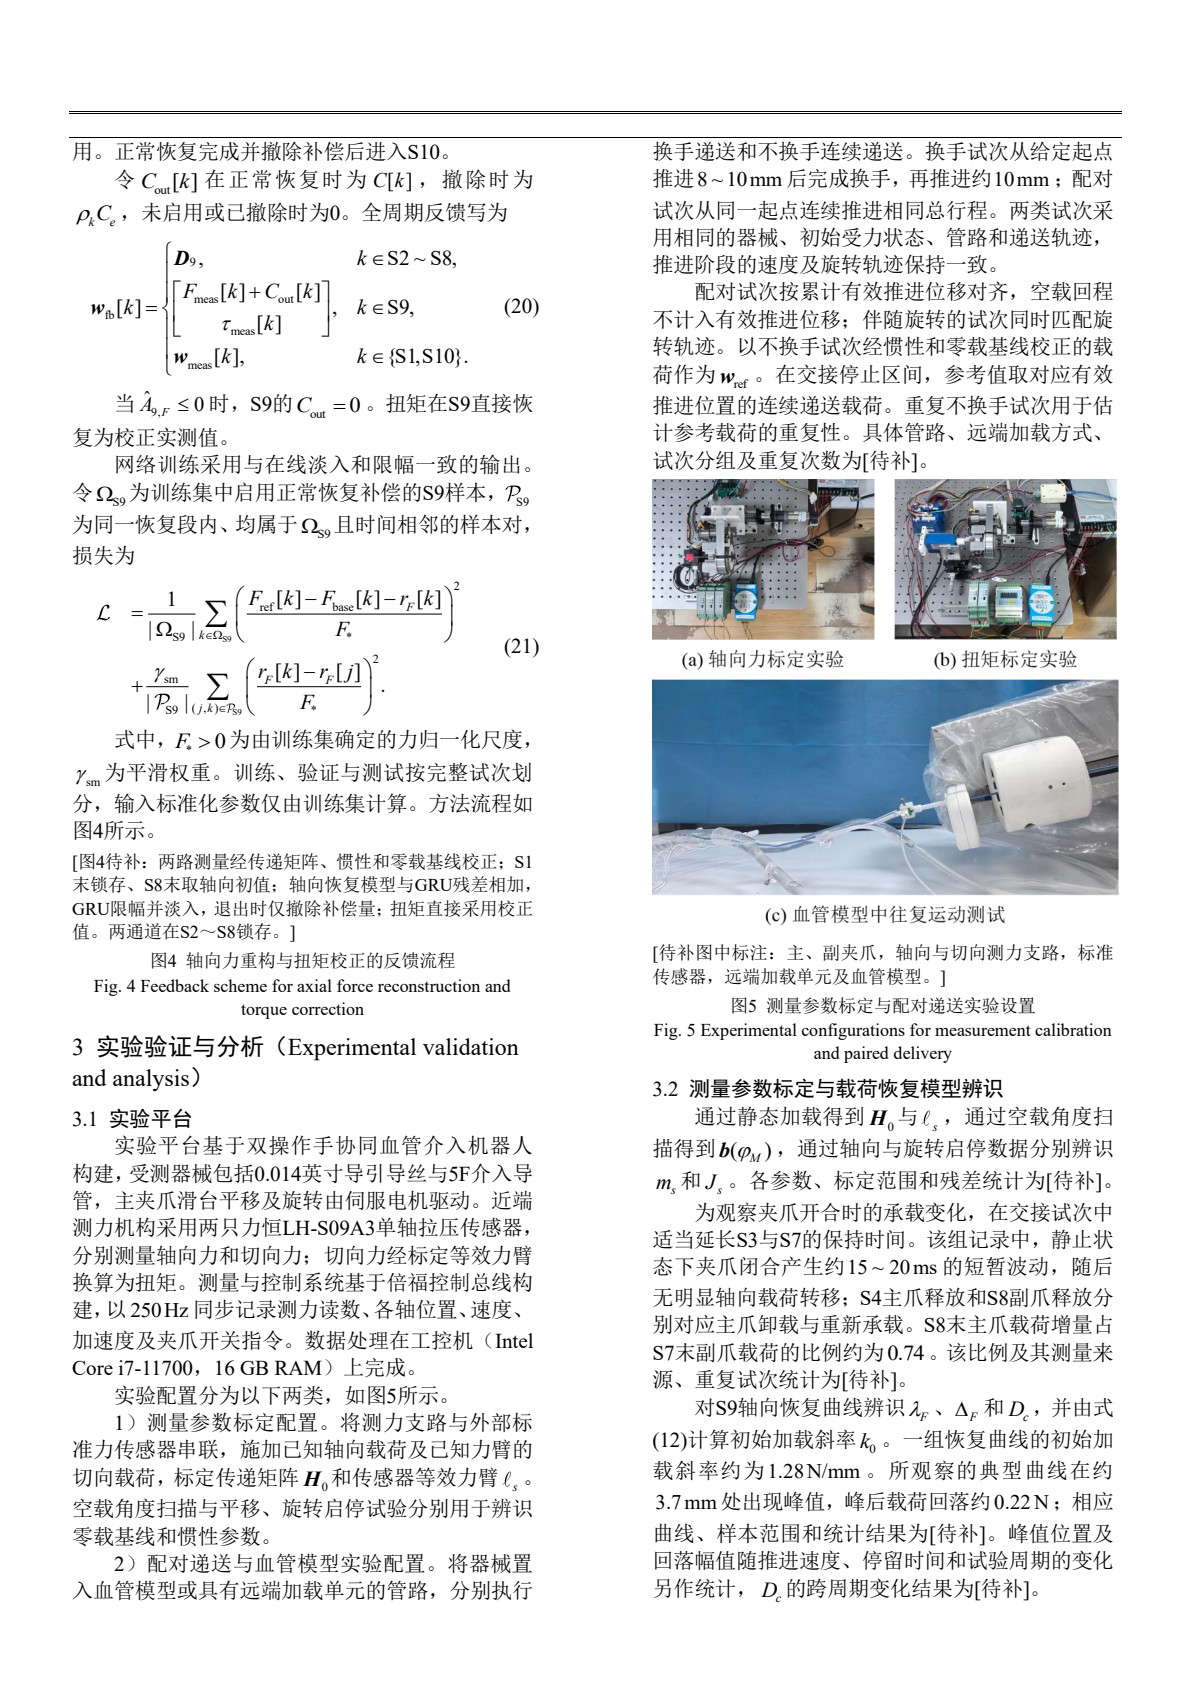 用。正常恢复完成并撤除补偿后进入S10。
令 C_out[k] 在正常恢复时为 C[k]，撤除时为
ρ_k C_e，未启用或已撤除时为0。全周期反馈写为
w_fb[k] = { D_9, k∈S2~S8,
[F_meas[k]+C_out[k]; τ_meas[k]], k∈S9, (20)
w_meas[k], k∈{S1,S10}.
当 Â_{9,F} ≤ 0 时，S9的 C_out = 0。扭矩在S9直接恢
复为校正实测值。
网络训练采用与在线淡入和限幅一致的输出。
令 Ω_S9 为训练集中启用正常恢复补偿的S9样本，𝒫_S9
为同一恢复段内、均属于 Ω_S9 且时间相邻的样本对，
损失为
ℒ = 1/|Ω_S9| ∑_{k∈Ω_S9} ( (F_ref[k]−F_base[k]−r_F[k]) / F_* )^2
(21)
+ γ_sm/|𝒫_S9| ∑_{(j,k)∈𝒫_S9} ( (r_F[k]−r_F[j]) / F_* )^2 .
式中，F_* > 0 为由训练集确定的力归一化尺度，
γ_sm 为平滑权重。训练、验证与测试按完整试次划
分，输入标准化参数仅由训练集计算。方法流程如
图4所示。
[图4待补：两路测量经传递矩阵、惯性和零载基线校正；S1
末锁存、S8末取轴向初值；轴向恢复模型与GRU残差相加，
GRU限幅并淡入，退出时仅撤除补偿量；扭矩直接采用校正
值。两通道在S2～S8锁存。]
图4 轴向力重构与扭矩校正的反馈流程
Fig. 4 Feedback scheme for axial force reconstruction and
torque correction
3 实验验证与分析（Experimental validation
and analysis）
3.1 实验平台
实验平台基于双操作手协同血管介入机器人
构建，受测器械包括0.014英寸导引导丝与5F介入导
管，主夹爪滑台平移及旋转由伺服电机驱动。近端
测力机构采用两只力恒LH-S09A3单轴拉压传感器，
分别测量轴向力和切向力；切向力经标定等效力臂
换算为扭矩。测量与控制系统基于倍福控制总线构
建，以 250Hz 同步记录测力读数、各轴位置、速度、
加速度及夹爪开关指令。数据处理在工控机（Intel
Core i7-11700，16 GB RAM）上完成。
实验配置分为以下两类，如图5所示。
1）测量参数标定配置。将测力支路与外部标
准力传感器串联，施加已知轴向载荷及已知力臂的
切向载荷，标定传递矩阵 H_0 和传感器等效力臂 ℓ_s。
空载角度扫描与平移、旋转启停试验分别用于辨识
零载基线和惯性参数。
2）配对递送与血管模型实验配置。将器械置
入血管模型或具有远端加载单元的管路，分别执行
换手递送和不换手连续递送。换手试次从给定起点
推进 8 ~ 10mm 后完成换手，再推进约 10mm；配对
试次从同一起点连续推进相同总行程。两类试次采
用相同的器械、初始受力状态、管路和递送轨迹，
推进阶段的速度及旋转轨迹保持一致。
配对试次按累计有效推进位移对齐，空载回程
不计入有效推进位移；伴随旋转的试次同时匹配旋
转轨迹。以不换手试次经惯性和零载基线校正的载
荷作为 w_ref。在交接停止区间，参考值取对应有效
推进位置的连续递送载荷。重复不换手试次用于估
计参考载荷的重复性。具体管路、远端加载方式、
试次分组及重复次数为[待补]。
(a) 轴向力标定实验
(b) 扭矩标定实验
(c) 血管模型中往复运动测试
[待补图中标注：主、副夹爪，轴向与切向测力支路，标准
传感器，远端加载单元及血管模型。]
图5 测量参数标定与配对递送实验设置
Fig. 5 Experimental configurations for measurement calibration
and paired delivery
3.2 测量参数标定与载荷恢复模型辨识
通过静态加载得到 H_0 与 ℓ_s，通过空载角度扫
描得到 b(φ_M)，通过轴向与旋转启停数据分别辨识
m_s 和 J_s。各参数、标定范围和残差统计为[待补]。
为观察夹爪开合时的承载变化，在交接试次中
适当延长S3与S7的保持时间。该组记录中，静止状
态下夹爪闭合产生约 15 ~ 20ms 的短暂波动，随后
无明显轴向载荷转移；S4主爪释放和S8副爪释放分
别对应主爪卸载与重新承载。S8末主爪载荷增量占
S7末副爪载荷的比例约为 0.74。该比例及其测量来
源、重复试次统计为[待补]。
对S9轴向恢复曲线辨识 λ_F、Δ_F 和 D_c，并由式
(12)计算初始加载斜率 k_0。一组恢复曲线的初始加
载斜率约为 1.28N/mm。所观察的典型曲线在约
3.7mm 处出现峰值，峰后载荷回落约 0.22N；相应
曲线、样本范围和统计结果为[待补]。峰值位置及
回落幅值随推进速度、停留时间和试验周期的变化
另作统计，D_c 的跨周期变化结果为[待补]。